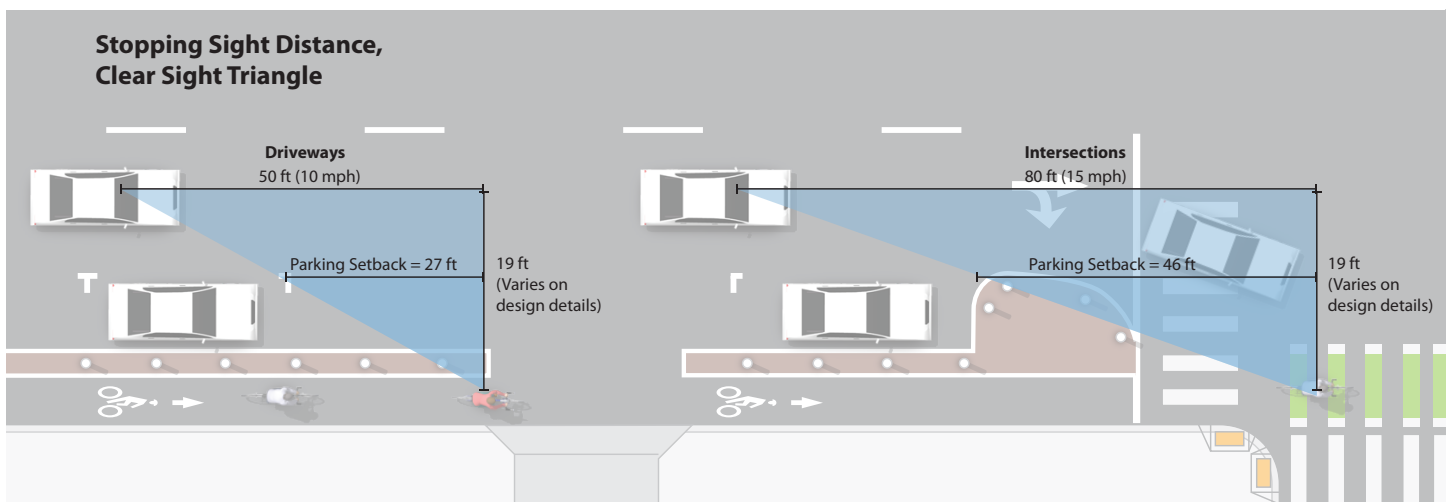 Stopping Sight Distance,
Clear Sight Triangle
Driveways
50 ft (10 mph)
Parking Setback = 27 ft
19 ft
(Varies on
design details)
Intersections
80 ft (15 mph)
Parking Setback = 46 ft
19 ft
(Varies on
design details)